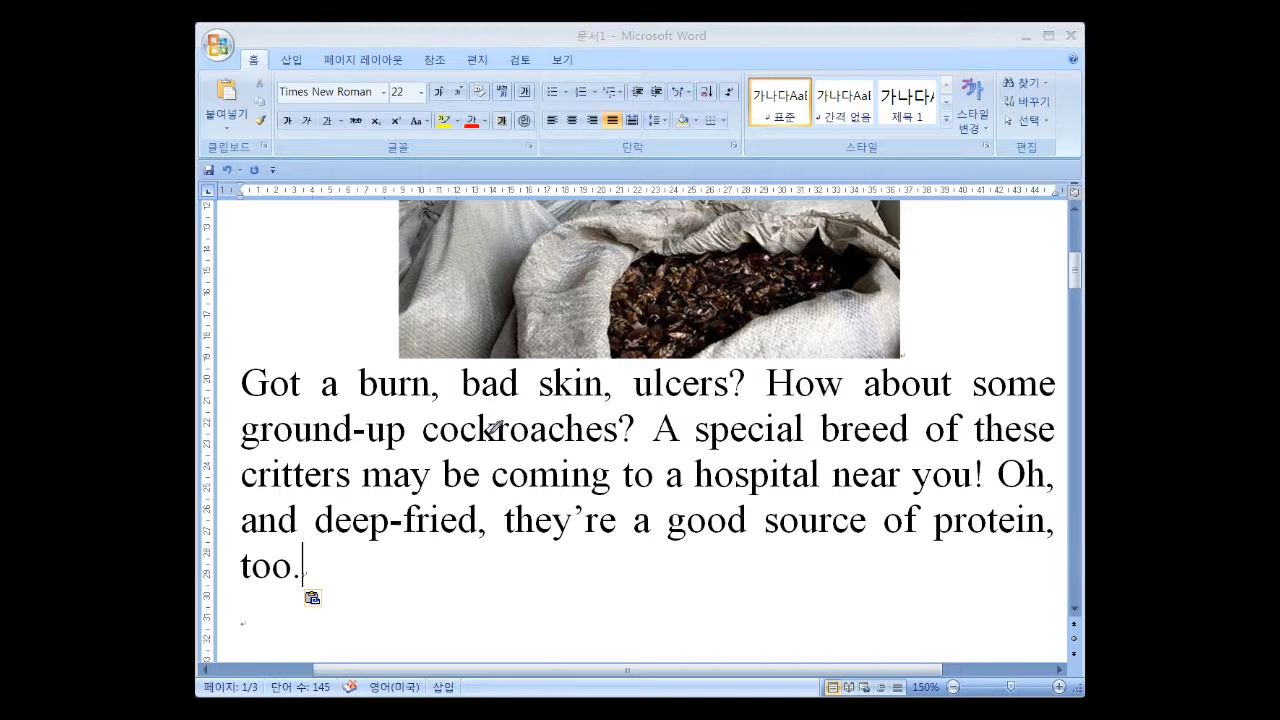 문서1 - Microsoft Word
홈 삽입 페이지 레이아웃 참조 편지 검토 보기
Times New Roman 22
찾기
바꾸기
선택
붙여넣기
가나다AaI 가나다AaI 가나다A
표준 간격 없음 제목 1
스타일
변경
클립보드 글꼴 단락 스타일 편집
Got a burn, bad skin, ulcers? How about some
ground-up cockroaches? A special breed of these
critters may be coming to a hospital near you! Oh,
and deep-fried, they’re a good source of protein,
too.
페이지: 1/3 단어 수: 145 영어(미국) 삽입 150%